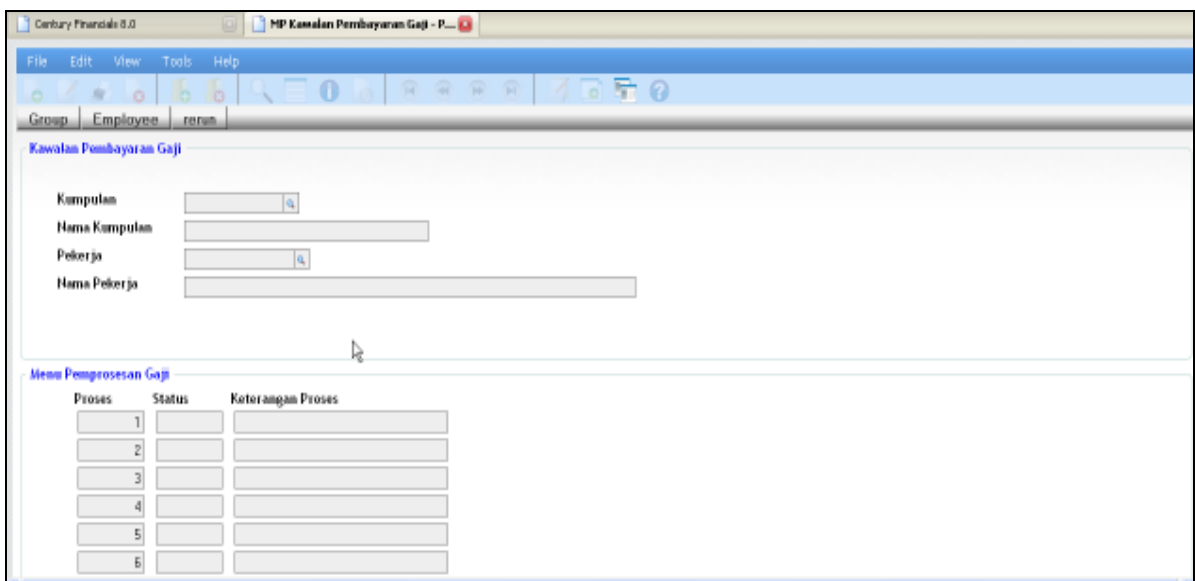 Century Financials 8.0 MP Kawalan Pembayaran Gaji - P...
File Edit View Tools Help
Group Employee rerun
Kawalan Pembayaran Gaji
Kumpulan
Nama Kumpulan
Pekerja
Nama Pekerja
Menu Pemprosesan Gaji
Proses Status Keterangan Proses
1
2
3
4
5
6